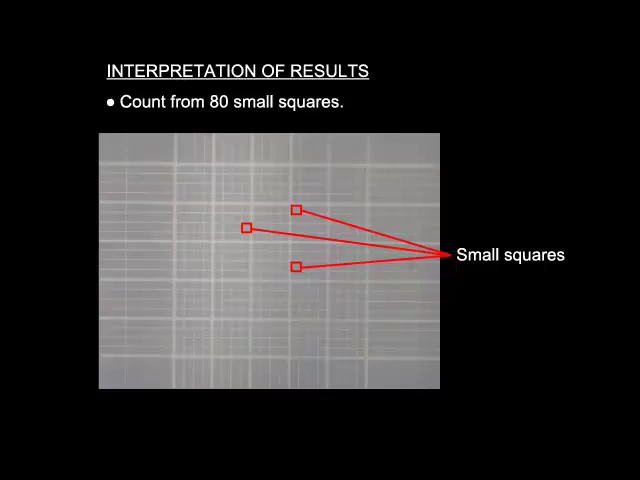 INTERPRETATION OF RESULTS
● Count from 80 small squares.
Small squares